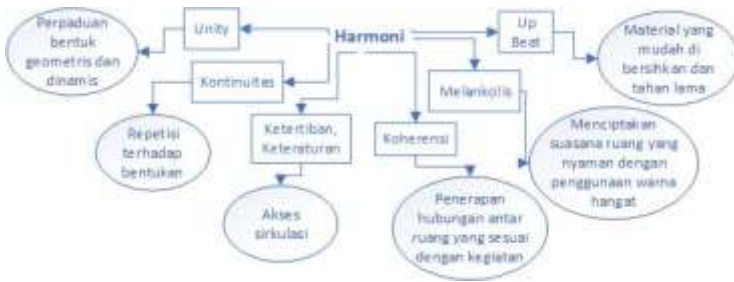 Harmoni
Unity
Perpaduan
bentuk
geometris dan
dinamis
Kontinuitas
Repetisi
terhadap
bentukan
Ketertiban,
Keteraturan
Akses
sirkulasi
Koherensi
Penerapan
hubungan antar
ruang yang sesuai
dengan kegiatan
Melankolis
Menciptakan
suasana ruang yang
nyaman dengan
penggunaan warna
hangat
Up
Beat
Material yang
mudah di
bersihkan dan
tahan lama